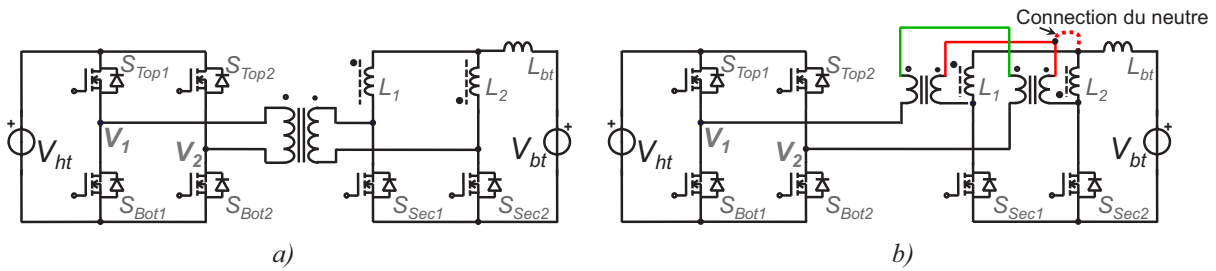 Connection du neutre
S_Top1 S_Top2 L_1 L_2 L_bt
V_ht V_1 V_2 V_bt
+ +
S_Bot1 S_Bot2 S_Sec1 S_Sec2
a)
S_Top1 S_Top2 L_1 L_2 L_bt
V_ht V_1 V_2 V_bt
+ +
S_Bot1 S_Bot2 S_Sec1 S_Sec2
b)